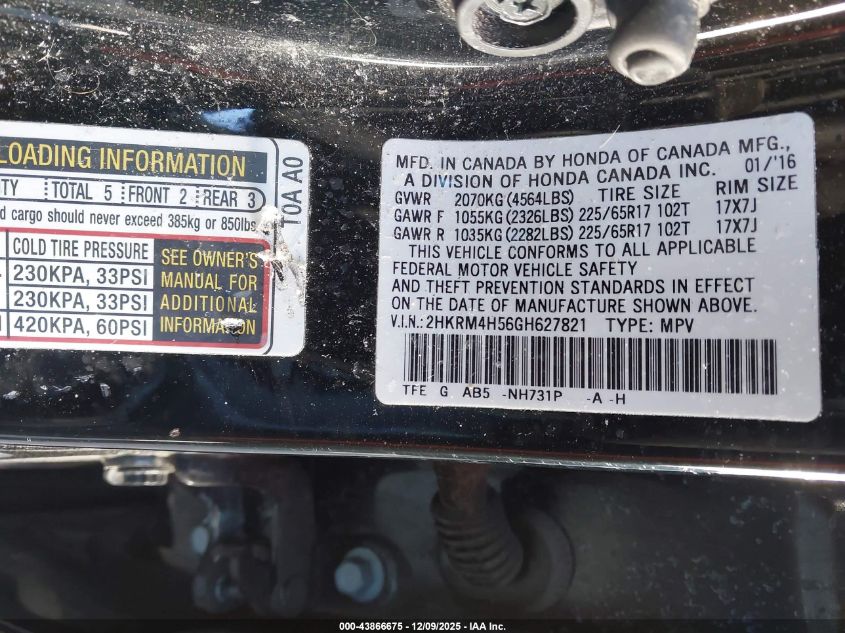 LOADING INFORMATION
TOTAL 5 FRONT 2 REAR 3
cargo should never exceed 385kg or 850lbs
COLD TIRE PRESSURE
230KPA, 33PSI
230KPA, 33PSI
420KPA, 60PSI
SEE OWNER'S
MANUAL FOR
ADDITIONAL
INFORMATION
T0A A0
MFD. IN CANADA BY HONDA OF CANADA MFG.,
A DIVISION OF HONDA CANADA INC. 01/'16
GVWR 2070KG (4564LBS) TIRE SIZE RIM SIZE
GAWR F 1055KG (2326LBS) 225/65R17 102T 17X7J
GAWR R 1035KG (2282LBS) 225/65R17 102T 17X7J
THIS VEHICLE CONFORMS TO ALL APPLICABLE
FEDERAL MOTOR VEHICLE SAFETY
AND THEFT PREVENTION STANDARDS IN EFFECT
ON THE DATE OF MANUFACTURE SHOWN ABOVE.
V.I.N.: 2HKRM4H56GH627821 TYPE: MPV
TFE G AB5 -NH731P -A -H
000-43866675 - 12/09/2025 - IAA Inc.